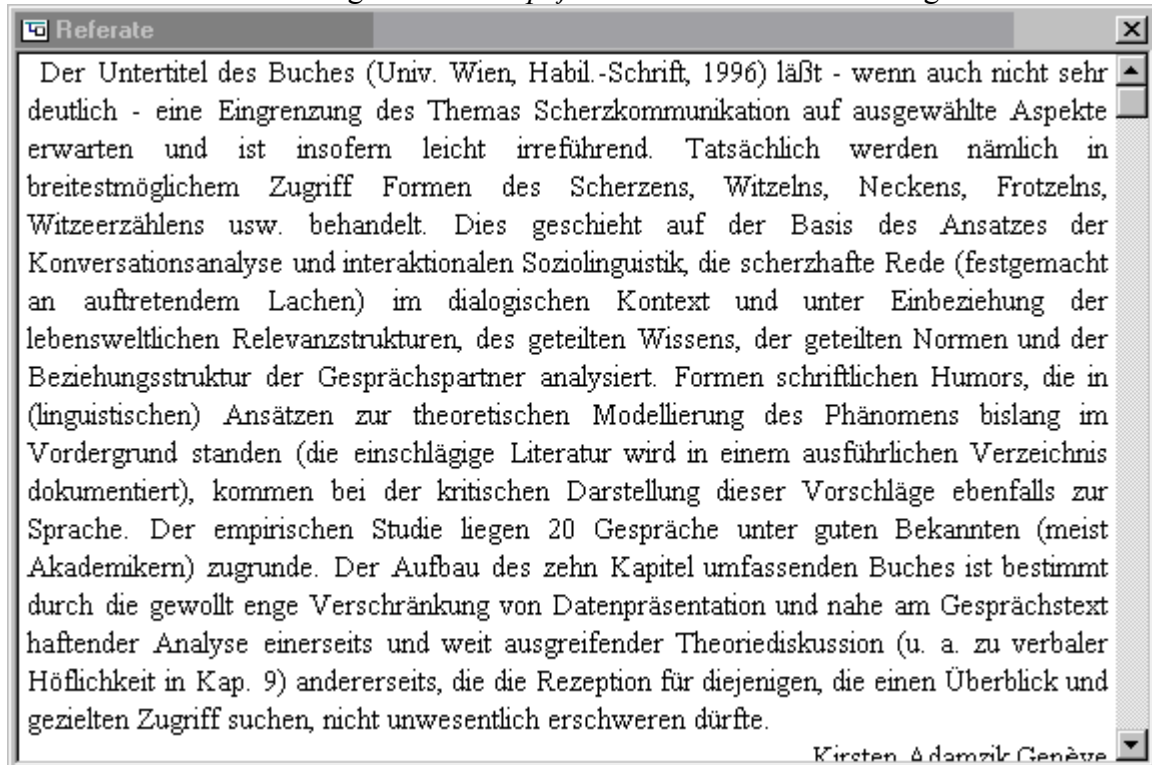 Referate
Der Untertitel des Buches (Univ. Wien, Habil.-Schrift, 1996) läßt - wenn auch nicht sehr
deutlich - eine Eingrenzung des Themas Scherzkommunikation auf ausgewählte Aspekte
erwarten und ist insofern leicht irreführend. Tatsächlich werden nämlich in
breitestmöglichem Zugriff Formen des Scherzens, Witzelns, Neckens, Frotzelns,
Witzeerzählens usw. behandelt. Dies geschieht auf der Basis des Ansatzes der
Konversationsanalyse und interaktionalen Soziolinguistik, die scherzhafte Rede (festgemacht
an auftretendem Lachen) im dialogischen Kontext und unter Einbeziehung der
lebensweltlichen Relevanzstrukturen, des geteilten Wissens, der geteilten Normen und der
Beziehungsstruktur der Gesprächspartner analysiert. Formen schriftlichen Humors, die in
(linguistischen) Ansätzen zur theoretischen Modellierung des Phänomens bislang im
Vordergrund standen (die einschlägige Literatur wird in einem ausführlichen Verzeichnis
dokumentiert), kommen bei der kritischen Darstellung dieser Vorschläge ebenfalls zur
Sprache. Der empirischen Studie liegen 20 Gespräche unter guten Bekannten (meist
Akademikern) zugrunde. Der Aufbau des zehn Kapitel umfassenden Buches ist bestimmt
durch die gewollt enge Verschränkung von Datenpräsentation und nahe am Gesprächstext
haftender Analyse einerseits und weit ausgreifender Theoriediskussion (u. a. zu verbaler
Höflichkeit in Kap. 9) andererseits, die die Rezeption für diejenigen, die einen Überblick und
gezielten Zugriff suchen, nicht unwesentlich erschweren dürfte.
Kirsten Adamzik Genève